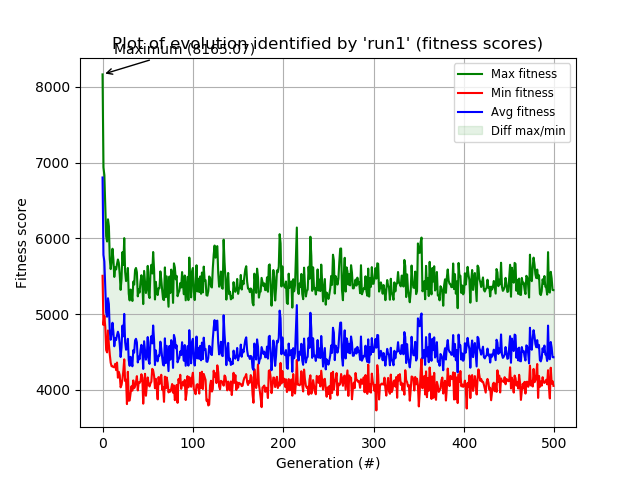 Plot of evolution identified by 'run1' (fitness scores)
Maximum (8165.07)
Max fitness
Min fitness
Avg fitness
Diff max/min
8000
7000
6000
5000
4000
Fitness score
0 100 200 300 400 500
Generation (#)